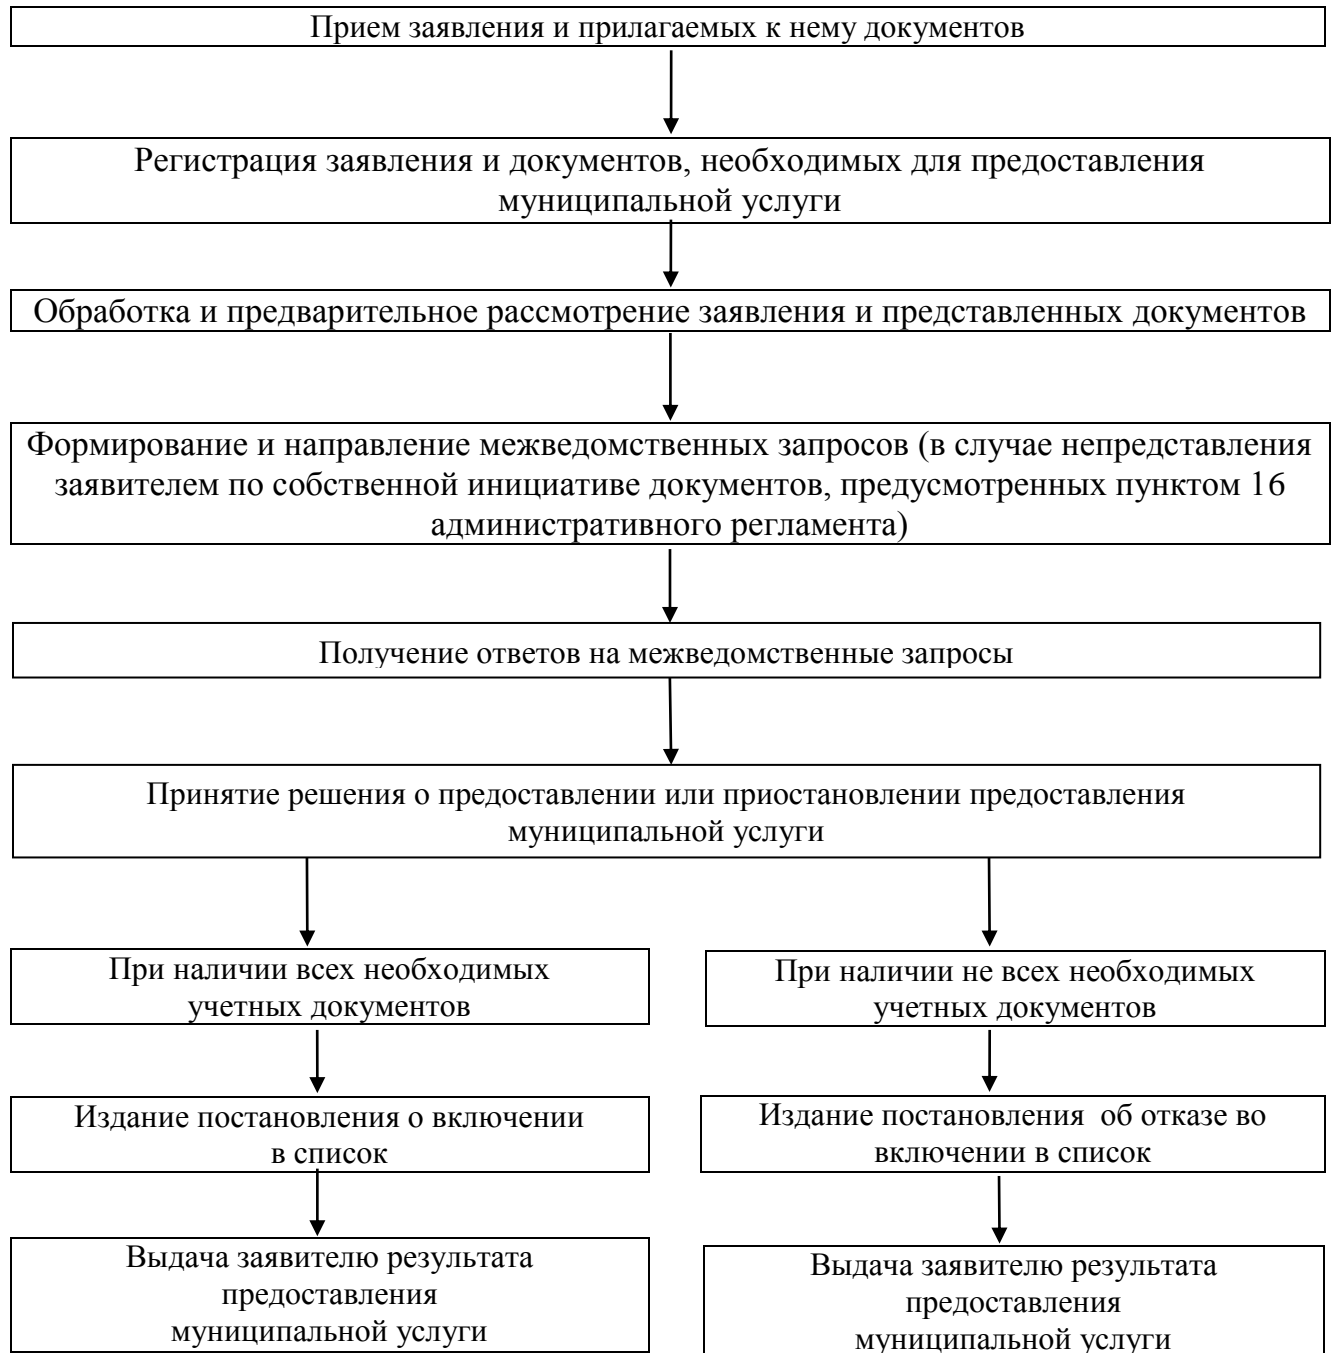 Прием заявления и прилагаемых к нему документов
Регистрация заявления и документов, необходимых для предоставления
муниципальной услуги
Обработка и предварительное рассмотрение заявления и представленных документов
Формирование и направление межведомственных запросов (в случае непредставления
заявителем по собственной инициативе документов, предусмотренных пунктом 16
административного регламента)
Получение ответов на межведомственные запросы
Принятие решения о предоставлении или приостановлении предоставления
муниципальной услуги
При наличии всех необходимых
учетных документов
При наличии не всех необходимых
учетных документов
Издание постановления о включении
в список
Издание постановления  об отказе во
включении в список
Выдача заявителю результата
предоставления
муниципальной услуги
Выдача заявителю результата
предоставления
муниципальной услуги